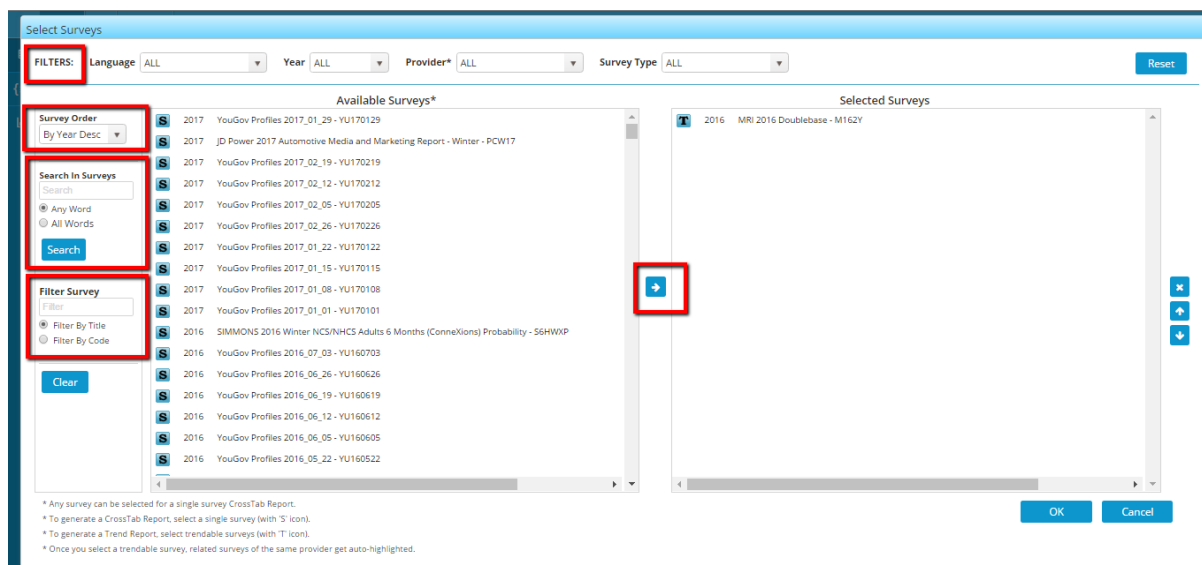 Select Surveys
FILTERS: Language ALL Year ALL Provider* ALL Survey Type ALL Reset
Available Surveys* Selected Surveys
Survey Order
By Year Desc
Search In Surveys
Search
Any Word
All Words
Search
Filter Survey
Filter
Filter By Title
Filter By Code
Clear
S 2017 YouGov Profiles 2017_01_29 - YU170129
S 2017 JD Power 2017 Automotive Media and Marketing Report - Winter - PCW17
S 2017 YouGov Profiles 2017_02_19 - YU170219
S 2017 YouGov Profiles 2017_02_12 - YU170212
S 2017 YouGov Profiles 2017_02_05 - YU170205
S 2017 YouGov Profiles 2017_02_26 - YU170226
S 2017 YouGov Profiles 2017_01_22 - YU170122
S 2017 YouGov Profiles 2017_01_15 - YU170115
S 2017 YouGov Profiles 2017_01_08 - YU170108
S 2017 YouGov Profiles 2017_01_01 - YU170101
S 2016 SIMMONS 2016 Winter NCS/NHCS Adults 6 Months (ConneXions) Probability - S6HWXP
S 2016 YouGov Profiles 2016_07_03 - YU160703
S 2016 YouGov Profiles 2016_06_26 - YU160626
S 2016 YouGov Profiles 2016_06_19 - YU160619
S 2016 YouGov Profiles 2016_06_12 - YU160612
S 2016 YouGov Profiles 2016_06_05 - YU160605
S 2016 YouGov Profiles 2016_05_22 - YU160522
T 2016 MRI 2016 Doublebase - M162Y
* Any survey can be selected for a single survey CrossTab Report.
* To generate a CrossTab Report, select a single survey (with 'S' icon).
* To generate a Trend Report, select trendable surveys (with 'T' icon).
* Once you select a trendable survey, related surveys of the same provider get auto-highlighted.
OK Cancel